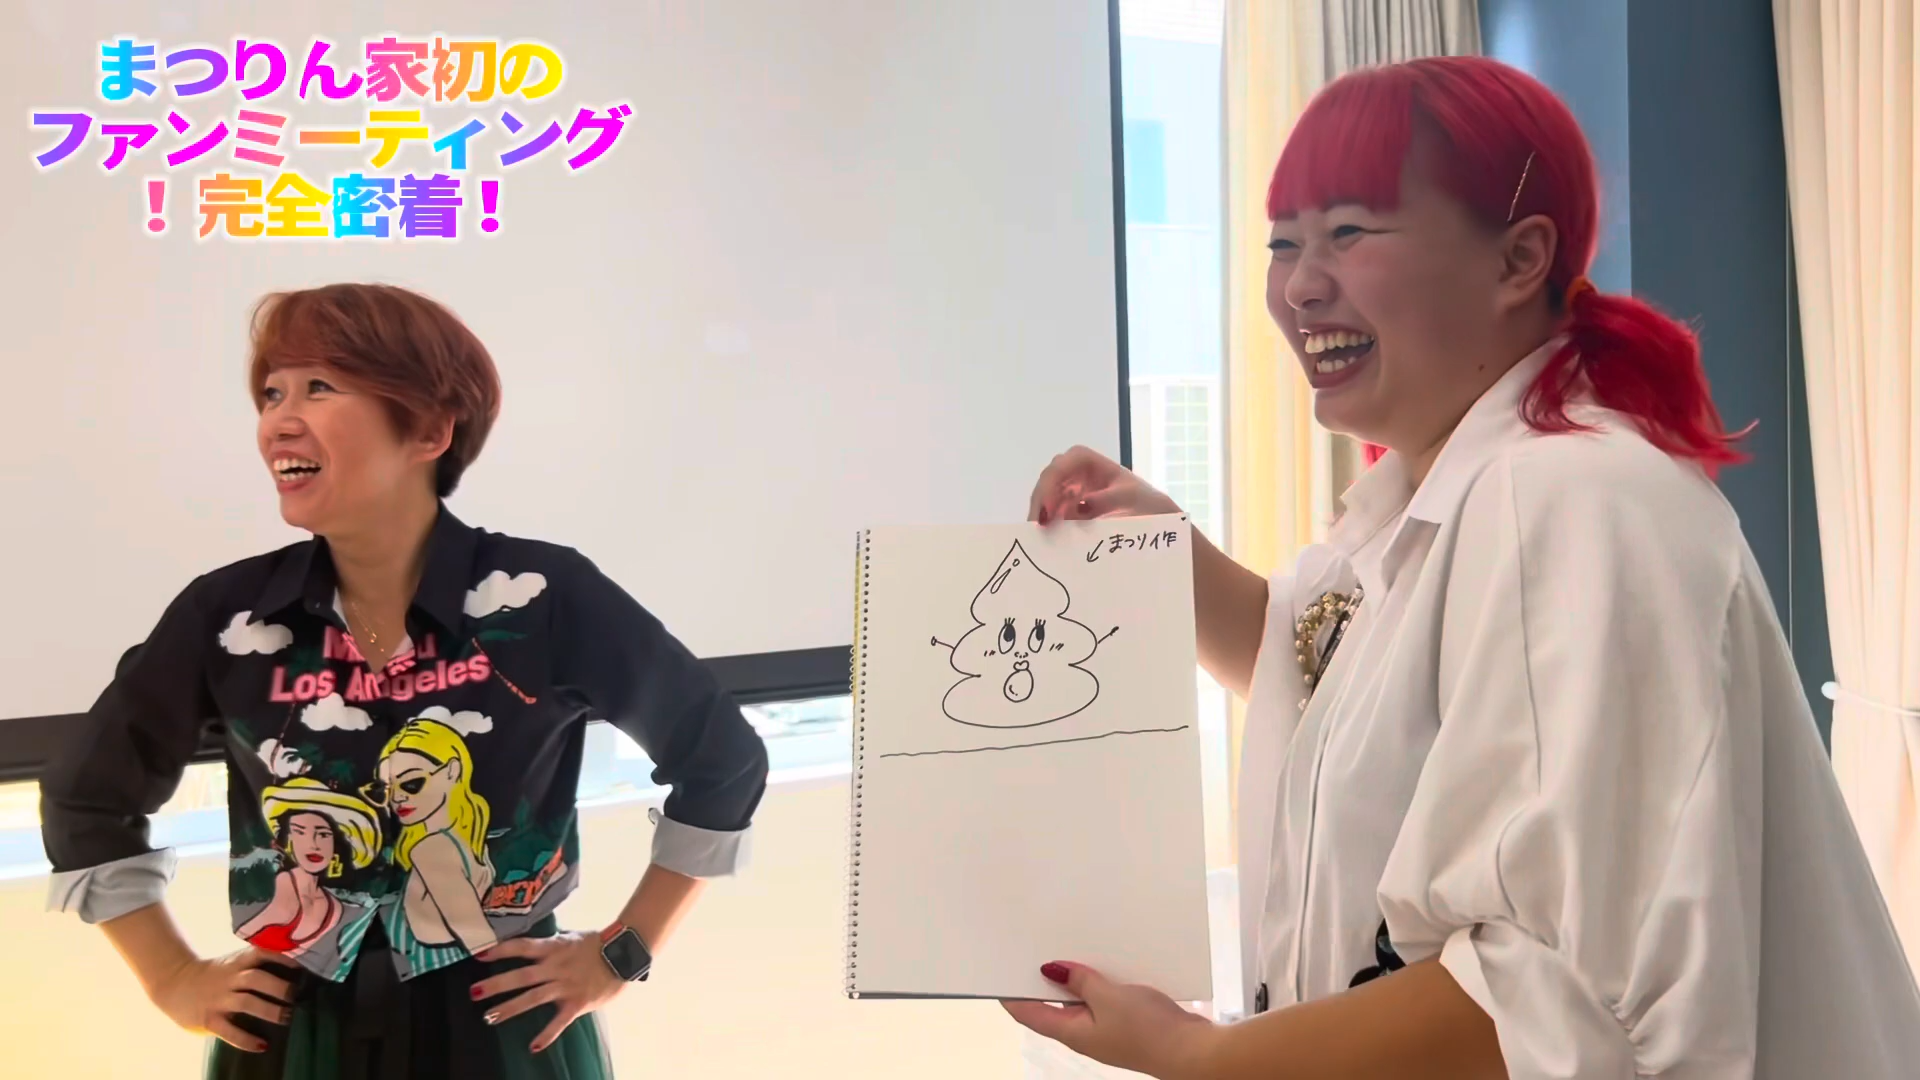 まつりん家初の
ファンミーティング
！完全密着！
まつり作
Los Angeles